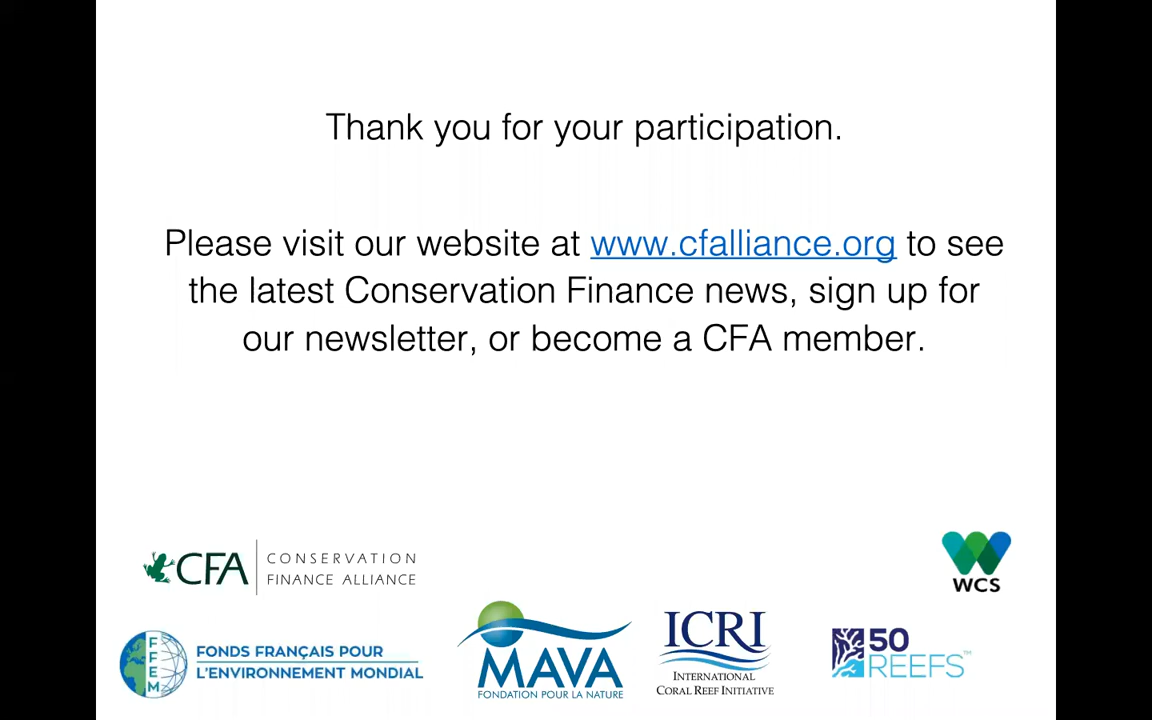 Thank you for your participation.
Please visit our website at www.cfalliance.org to see
the latest Conservation Finance news, sign up for
our newsletter, or become a CFA member.
CFA
CONSERVATION
FINANCE ALLIANCE
WCS
FFEM
FONDS FRANÇAIS POUR
L'ENVIRONNEMENT MONDIAL
MAVA
FONDATION POUR LA NATURE
ICRI
INTERNATIONAL
CORAL REEF INITIATIVE
50
REEFS™